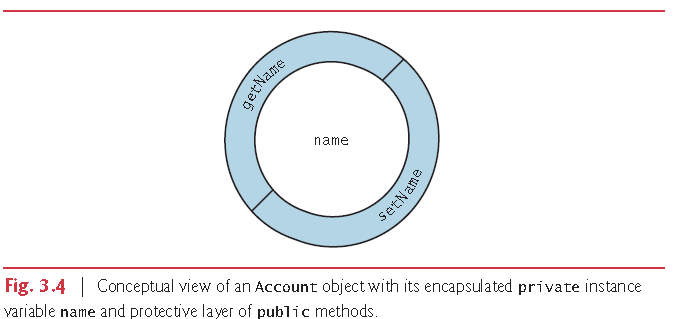 getName
name
setName
Fig. 3.4 | Conceptual view of an Account object with its encapsulated private instance
variable name and protective layer of public methods.